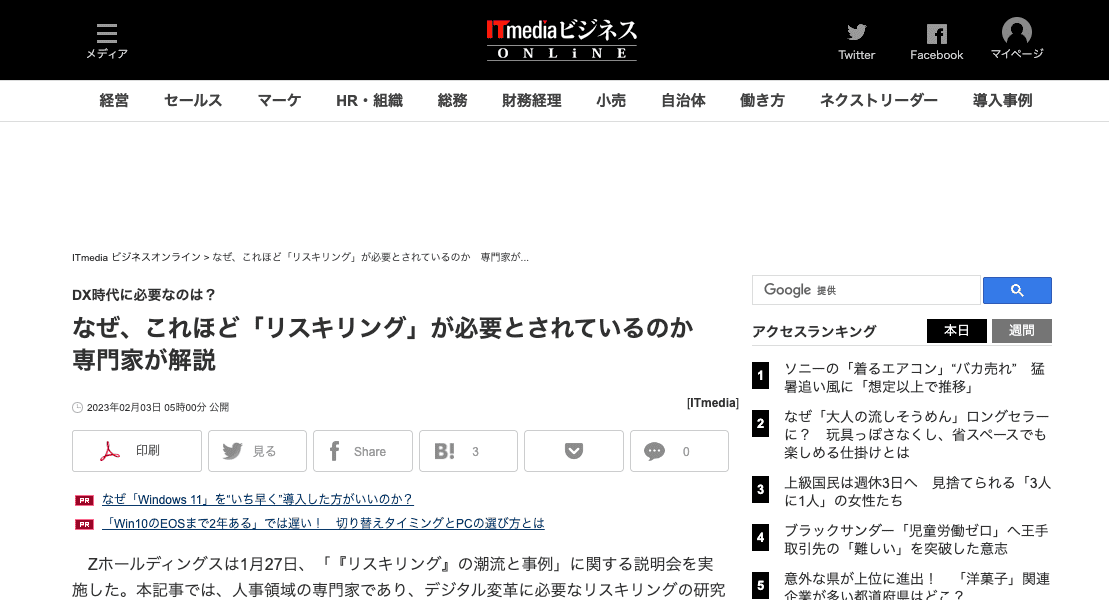 メディア
ITmedia ビジネス
ONLiNE
Twitter
Facebook
マイページ
経営 セールス マーケ HR・組織 総務 財務経理 小売 自治体 働き方 ネクストリーダー 導入事例
ITmedia ビジネスオンライン > なぜ、これほど「リスキリング」が必要とされているのか　専門家が...
DX時代に必要なのは？
なぜ、これほど「リスキリング」が必要とされているのか
専門家が解説
2023年02月03日 05時00分 公開
[ITmedia]
印刷 見る Share B! 3 0
PR なぜ「Windows 11」を“いち早く”導入した方がいいのか？
PR 「Win10のEOSまで2年ある」では遅い！　切り替えタイミングとPCの選び方とは
Zホールディングスは1月27日、「『リスキリング』の潮流と事例」に関する説明会を実
施した。本記事では、人事領域の専門家であり、デジタル変革に必要なリスキリングの研究
Google 提供
アクセスランキング 本日 週間
1 ソニーの「着るエアコン」“バカ売れ”　猛
暑追い風に「想定以上で推移」
2 なぜ「大人の流しそうめん」ロングセラー
に？　玩具っぽさなくし、省スペースでも
楽しめる仕掛けとは
3 上級国民は週休3日へ　見捨てられる「3人
に1人」の女性たち
4 ブラックサンダー「児童労働ゼロ」へ王手
取引先の「難しい」を突破した意志
5 意外な県が上位に進出！　「洋菓子」関連
企業が多い都道府県はどこ？